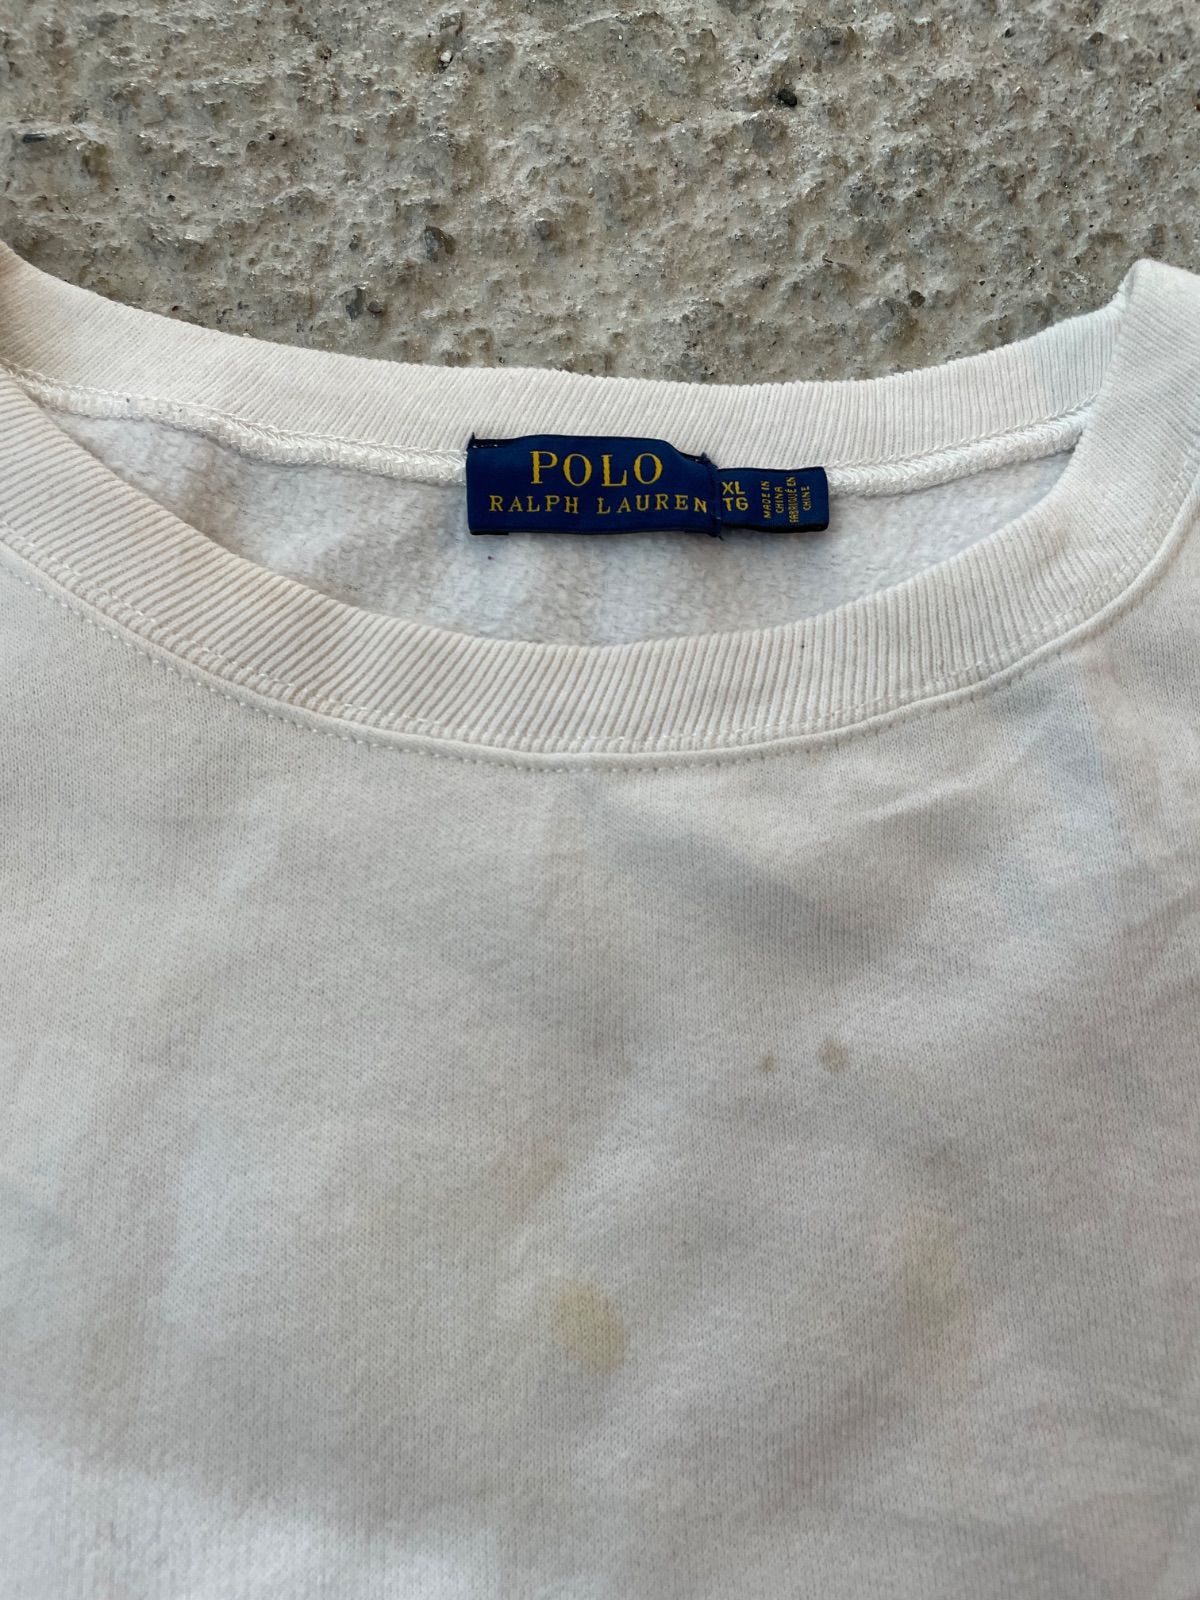 POLO
RALPH LAUREN
XL
TG
MADE IN
CHINA
FABRIQUÉ EN
CHINE